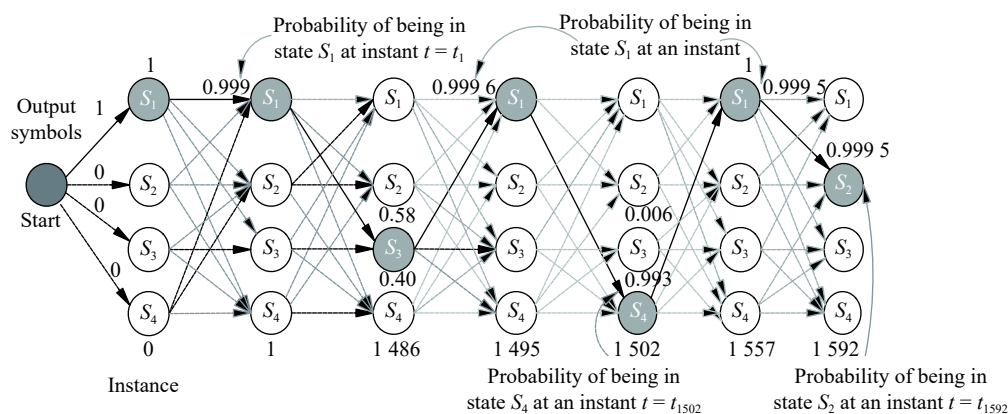 Probability of being in
state S1 at instant t = t1
Probability of being in
state S1 at an instant
1
0.999
0.999 6
1
0.999 5
S1
S1
S1
S1
S1
S1
S1
Output
symbols
1
0
0
0
Start
S2
S2
S2
S2
S2
S2
S2
0.999 5
0.58
0.006
S3
S3
S3
S3
S3
S3
S3
0.40
0.993
S4
S4
S4
S4
S4
S4
S4
0
1
1 486
1 495
1 502
1 557
1 592
Instance
Probability of being in
state S4 at an instant t = t1502
Probability of being in
state S2 at an instant t = t1592